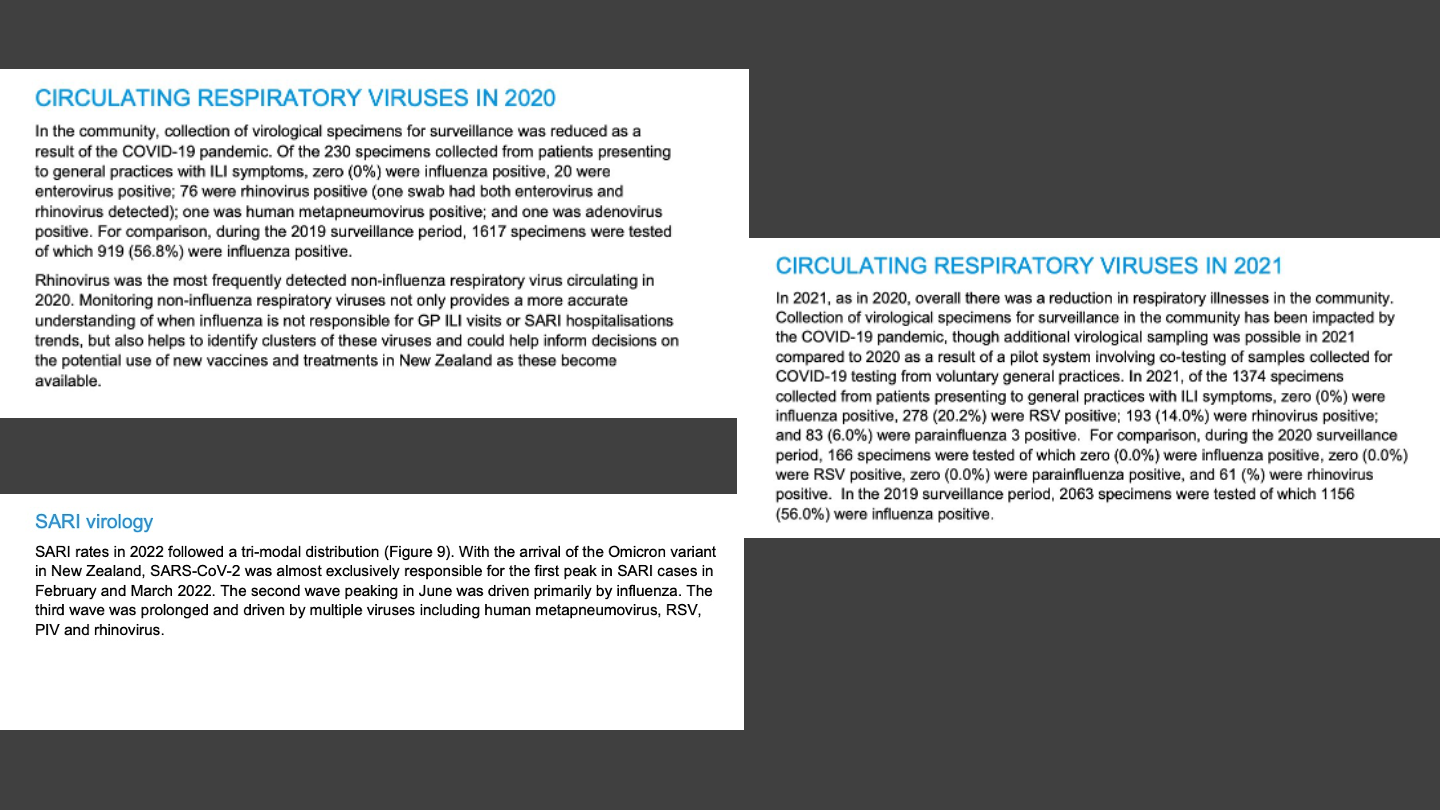 CIRCULATING RESPIRATORY VIRUSES IN 2020
In the community, collection of virological specimens for surveillance was reduced as a
result of the COVID-19 pandemic. Of the 230 specimens collected from patients presenting
to general practices with ILI symptoms, zero (0%) were influenza positive, 20 were
enterovirus positive; 76 were rhinovirus positive (one swab had both enterovirus and
rhinovirus detected); one was human metapneumovirus positive; and one was adenovirus
positive. For comparison, during the 2019 surveillance period, 1617 specimens were tested
of which 919 (56.8%) were influenza positive.
Rhinovirus was the most frequently detected non-influenza respiratory virus circulating in
2020. Monitoring non-influenza respiratory viruses not only provides a more accurate
understanding of when influenza is not responsible for GP ILI visits or SARI hospitalisations
trends, but also helps to identify clusters of these viruses and could help inform decisions on
the potential use of new vaccines and treatments in New Zealand as these become
available.
SARI virology
SARI rates in 2022 followed a tri-modal distribution (Figure 9). With the arrival of the Omicron variant
in New Zealand, SARS-CoV-2 was almost exclusively responsible for the first peak in SARI cases in
February and March 2022. The second wave peaking in June was driven primarily by influenza. The
third wave was prolonged and driven by multiple viruses including human metapneumovirus, RSV,
PIV and rhinovirus.
CIRCULATING RESPIRATORY VIRUSES IN 2021
In 2021, as in 2020, overall there was a reduction in respiratory illnesses in the community.
Collection of virological specimens for surveillance in the community has been impacted by
the COVID-19 pandemic, though additional virological sampling was possible in 2021
compared to 2020 as a result of a pilot system involving co-testing of samples collected for
COVID-19 testing from voluntary general practices. In 2021, of the 1374 specimens
collected from patients presenting to general practices with ILI symptoms, zero (0%) were
influenza positive, 278 (20.2%) were RSV positive; 193 (14.0%) were rhinovirus positive;
and 83 (6.0%) were parainfluenza 3 positive.  For comparison, during the 2020 surveillance
period, 166 specimens were tested of which zero (0.0%) were influenza positive, zero (0.0%)
were RSV positive, zero (0.0%) were parainfluenza positive, and 61 (%) were rhinovirus
positive.  In the 2019 surveillance period, 2063 specimens were tested of which 1156
(56.0%) were influenza positive.